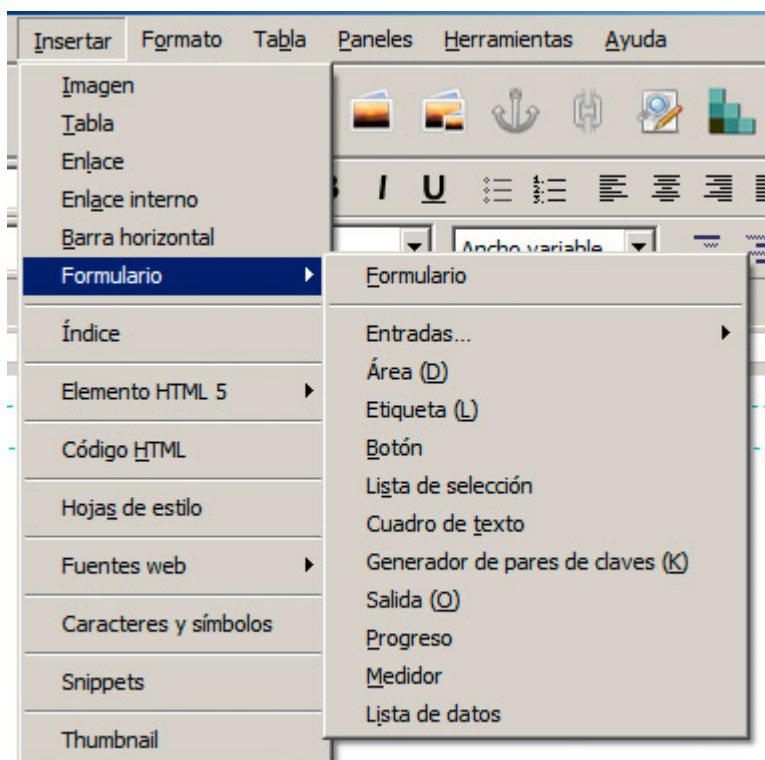 Insertar Formato Tabla Paneles Herramientas Ayuda
Imagen
Tabla
Enlace
Enlace interno
Barra horizontal
Formulario
Índice
Elemento HTML 5
Código HTML
Hojas de estilo
Fuentes web
Caracteres y símbolos
Snippets
Thumbnail
I U
Ancho variable
Formulario
Entradas...
Área (D)
Etiqueta (L)
Botón
Lista de selección
Cuadro de texto
Generador de pares de claves (K)
Salida (O)
Progreso
Medidor
Lista de datos